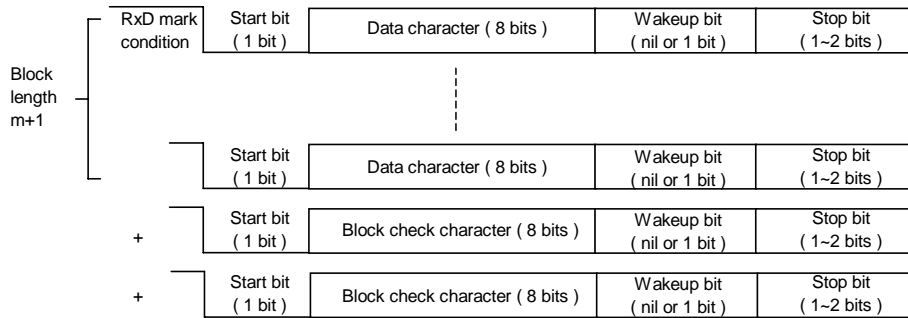 RxD mark condition
Start bit ( 1 bit )
Data character ( 8 bits )
Wakeup bit ( nil or 1 bit )
Stop bit ( 1~2 bits )
Block length m+1
Start bit ( 1 bit )
Data character ( 8 bits )
Wakeup bit ( nil or 1 bit )
Stop bit ( 1~2 bits )
+
Start bit ( 1 bit )
Block check character ( 8 bits )
Wakeup bit ( nil or 1 bit )
Stop bit ( 1~2 bits )
+
Start bit ( 1 bit )
Block check character ( 8 bits )
Wakeup bit ( nil or 1 bit )
Stop bit ( 1~2 bits )